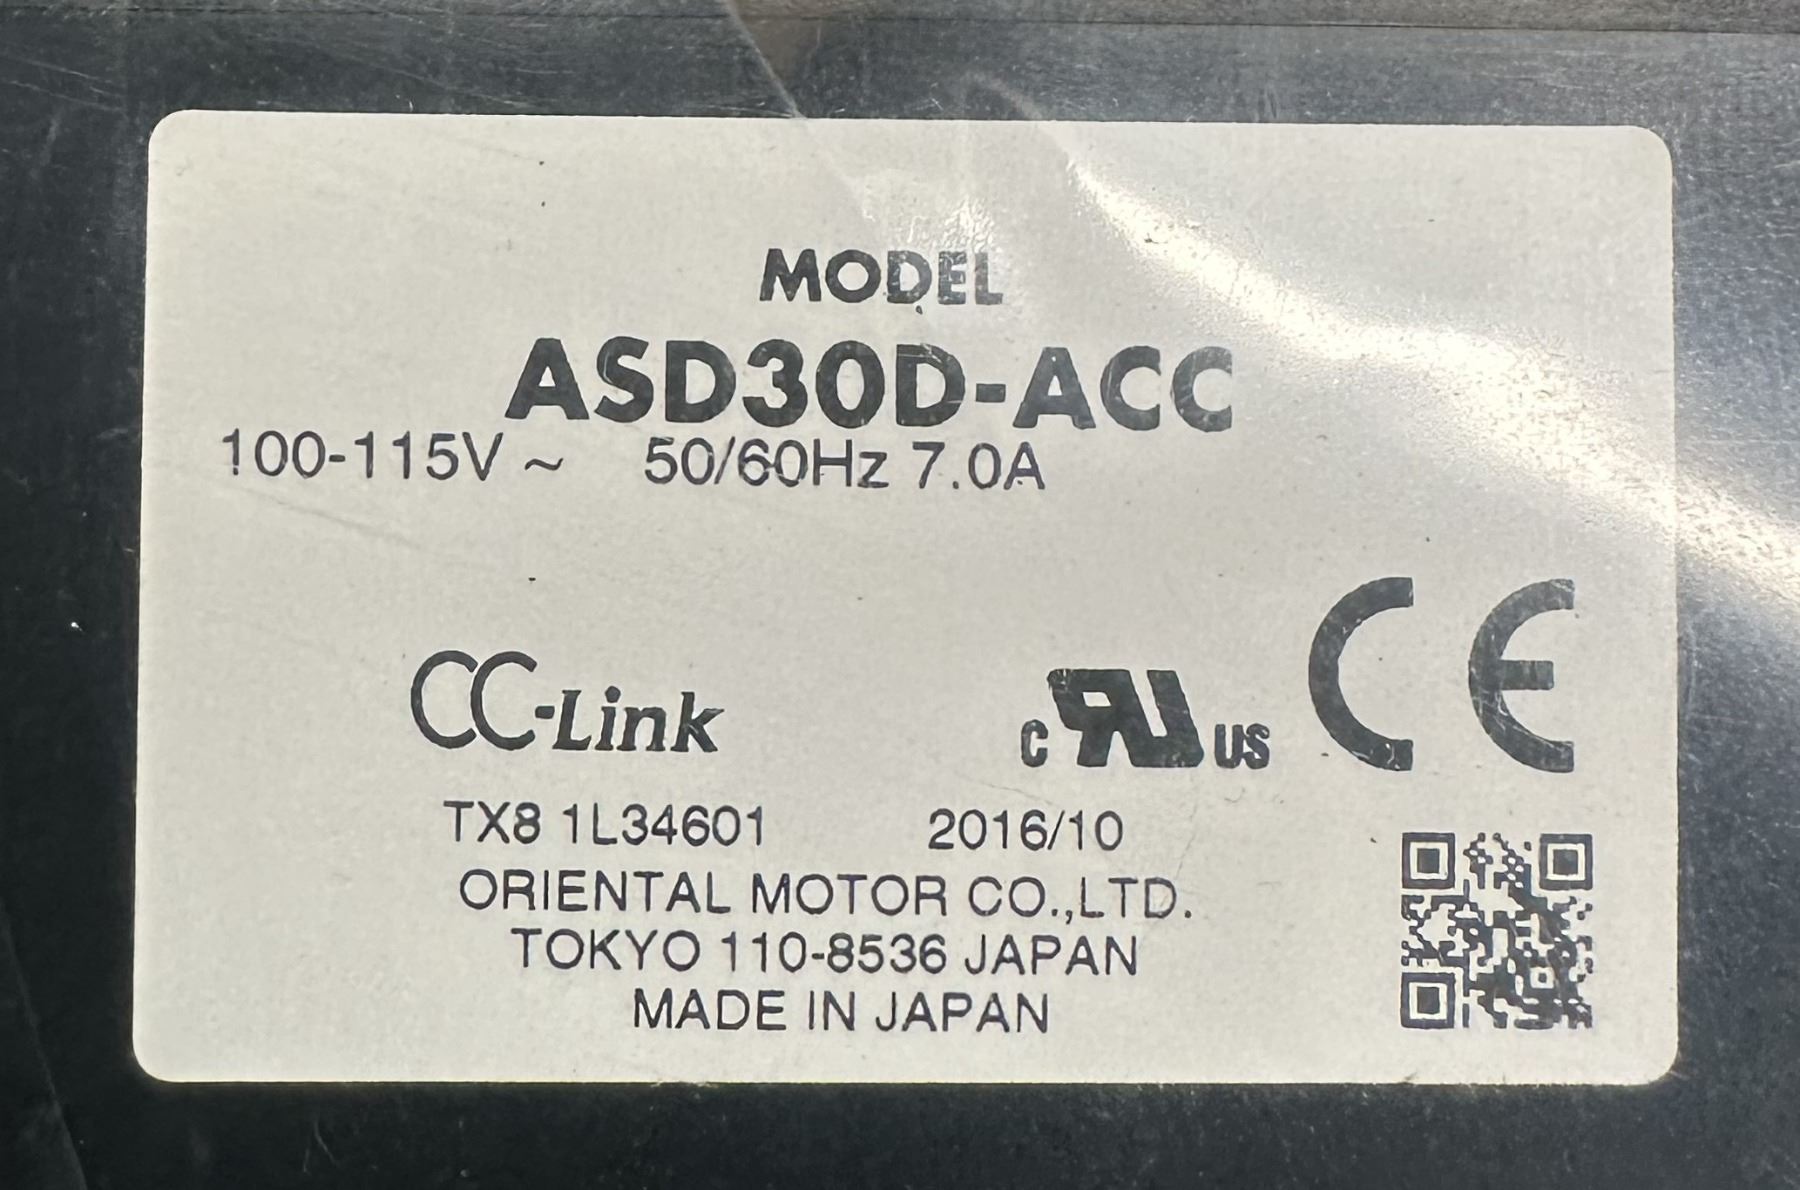 MODEL
ASD30D-ACC
100-115V ~ 50/60Hz 7.0A
CC-Link
c RU US CE
TX8 1L34601 2016/10
ORIENTAL MOTOR CO.,LTD.
TOKYO 110-8536 JAPAN
MADE IN JAPAN